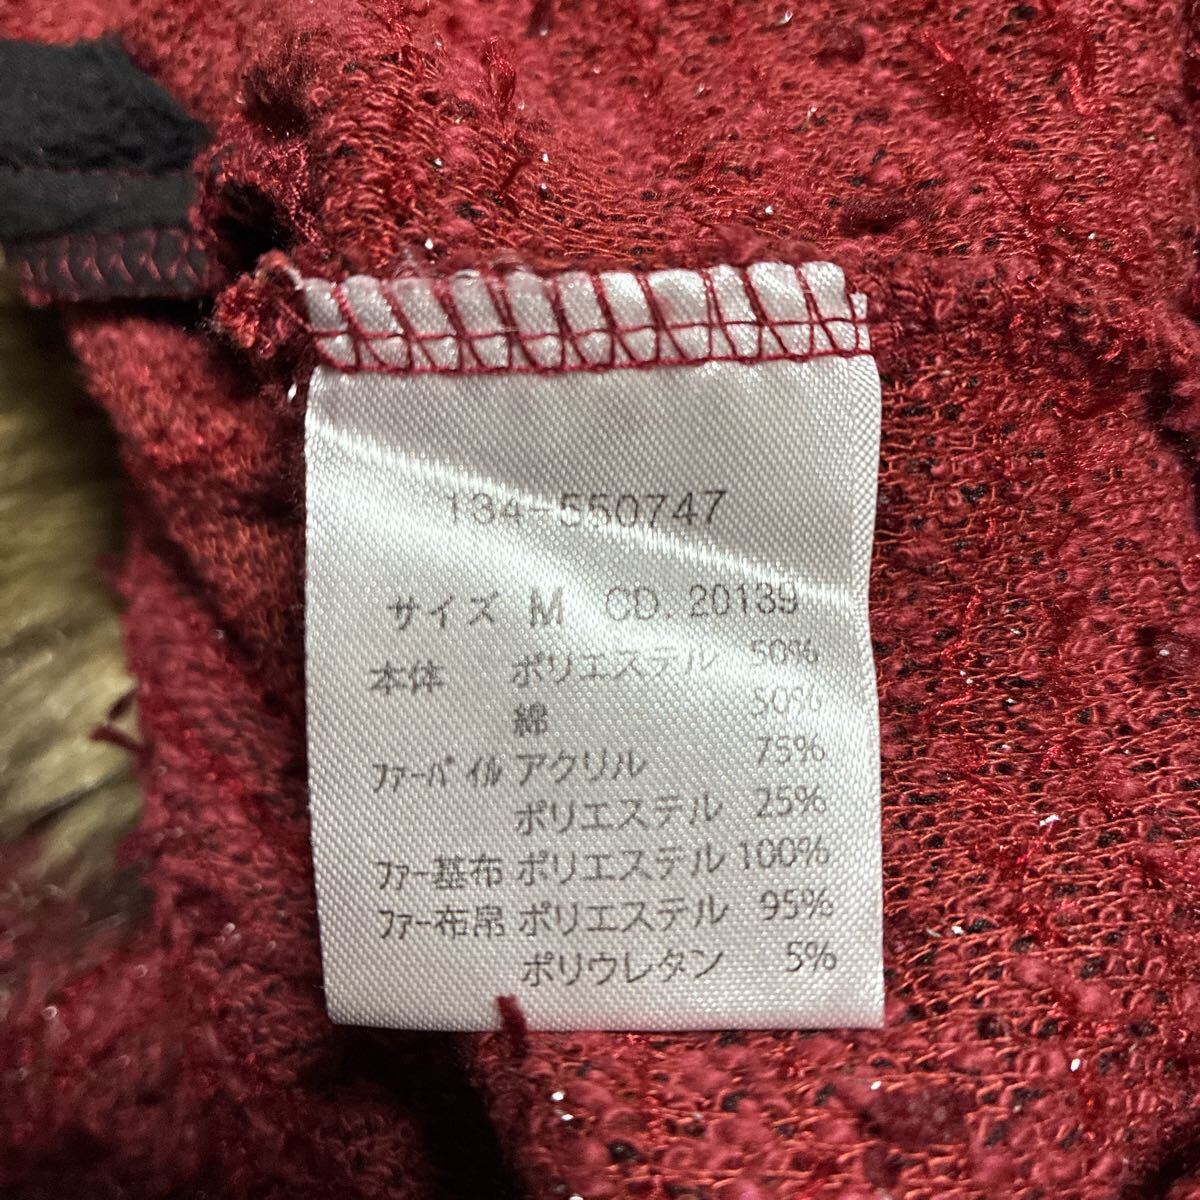 134-550747
サイズ M CD. 20139
本体 ポリエステル 50%
綿 50%
ﾌｧｰﾊﾟｲﾙ アクリル 75%
ポリエステル 25%
ﾌｧｰ基布 ポリエステル 100%
ﾌｧｰ布帛 ポリエステル 95%
ポリウレタン 5%